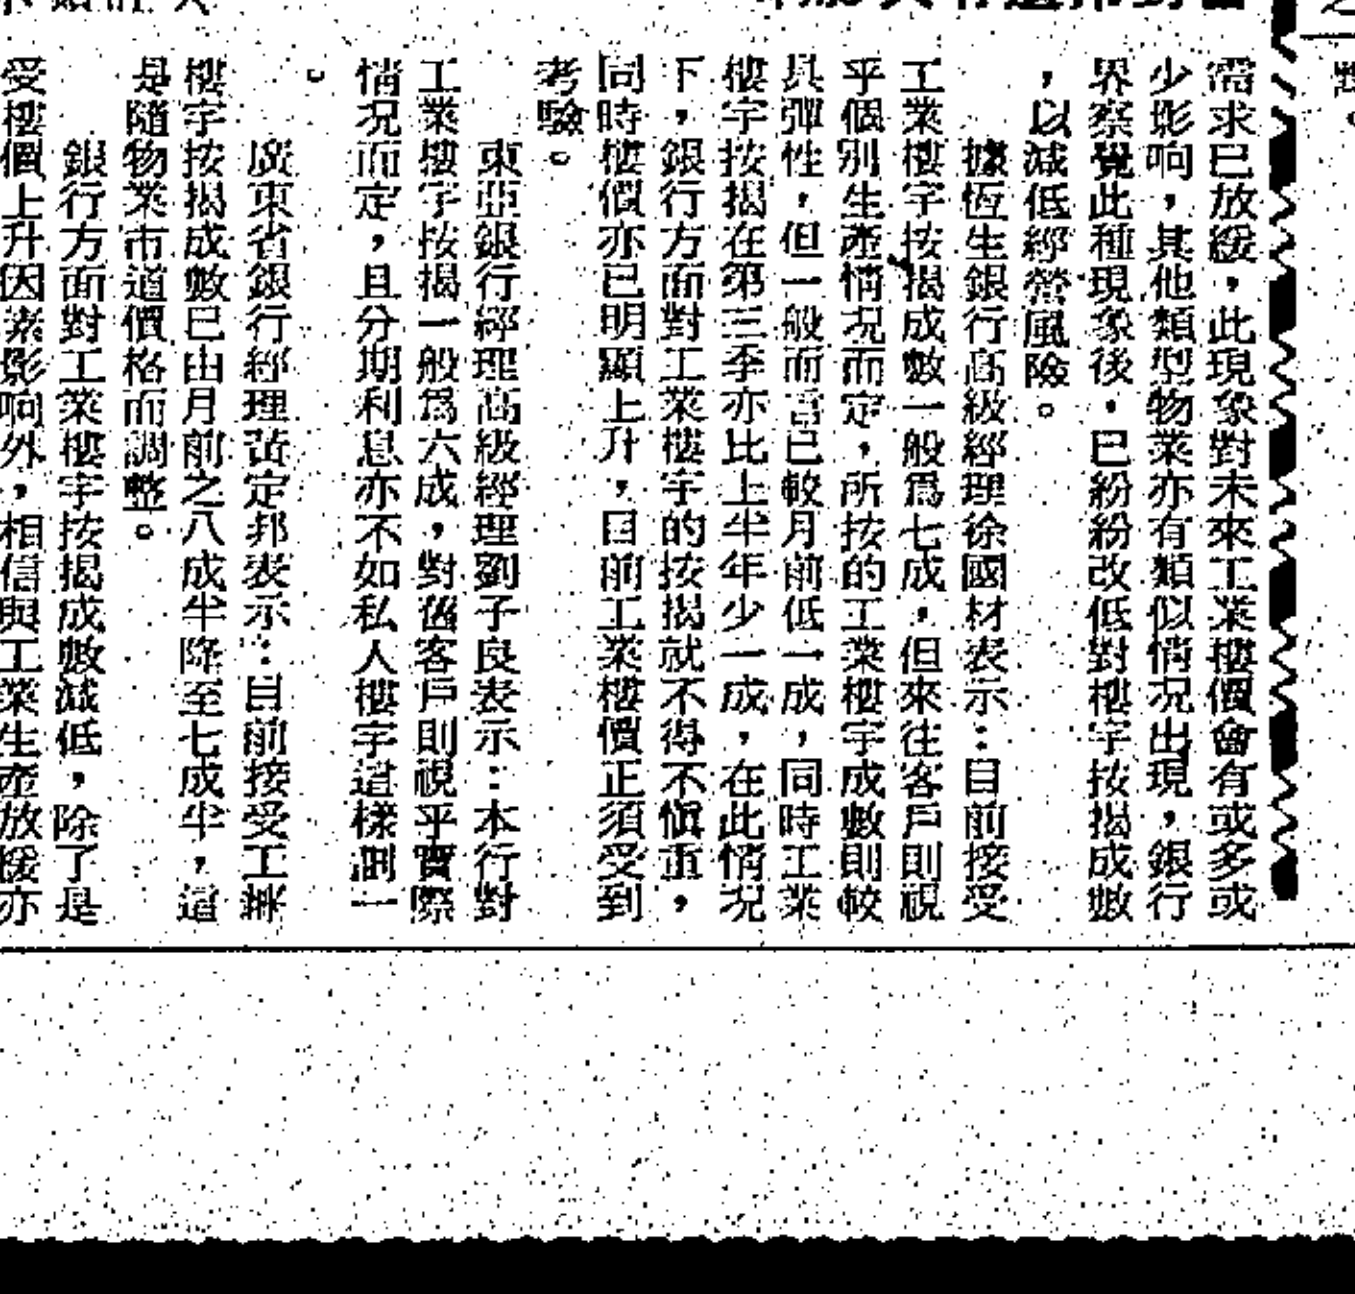 需求已放緩，此現象對未來工業樓價會有或多或
少影响，其他類型物業亦有類似情况出現，銀行
界察覺此種現象後，已紛紛改低對樓宇按揭成數
，以減低經營風險。
據恆生銀行高級經理徐國材表示：目前接受
工業樓宇按揭成數一般爲七成，但來往客戶則視
乎個別生產情况而定，所按的工業樓宇成數則較
具彈性，但一般而言已較月前低一成，同時工業
樓宇按揭在第三季亦比上半年少一成，在此情况
下，銀行方面對工業樓宇的按揭就不得不愼重，
同時樓價亦已明顯上升，目前工業樓價正須受到
考驗。
東亞銀行經理高級經理劉子良表示：本行對
工業樓宇按揭一般爲六成，對舊客戶則視乎實際
情况而定，且分期利息亦不如私人樓宇這樣劃一
。
廣東省銀行經理黃定邦表示：目前接受工業
樓宇按揭成數已由月前之八成半降至七成半，這
是隨物業市道價格而調整。
銀行方面對工業樓宇按揭成數減低，除了是
受樓價上升因素影响外，相信與工業生產放緩亦